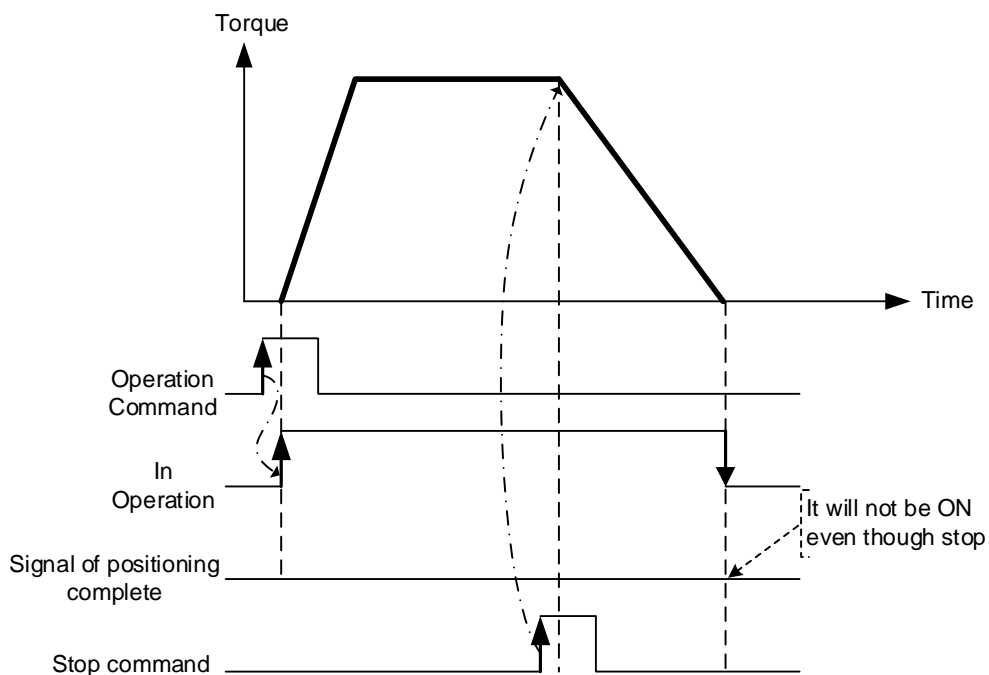 Torque
Time
Operation
Command
In
Operation
It will not be ON
even though stop
Signal of positioning
complete
Stop command